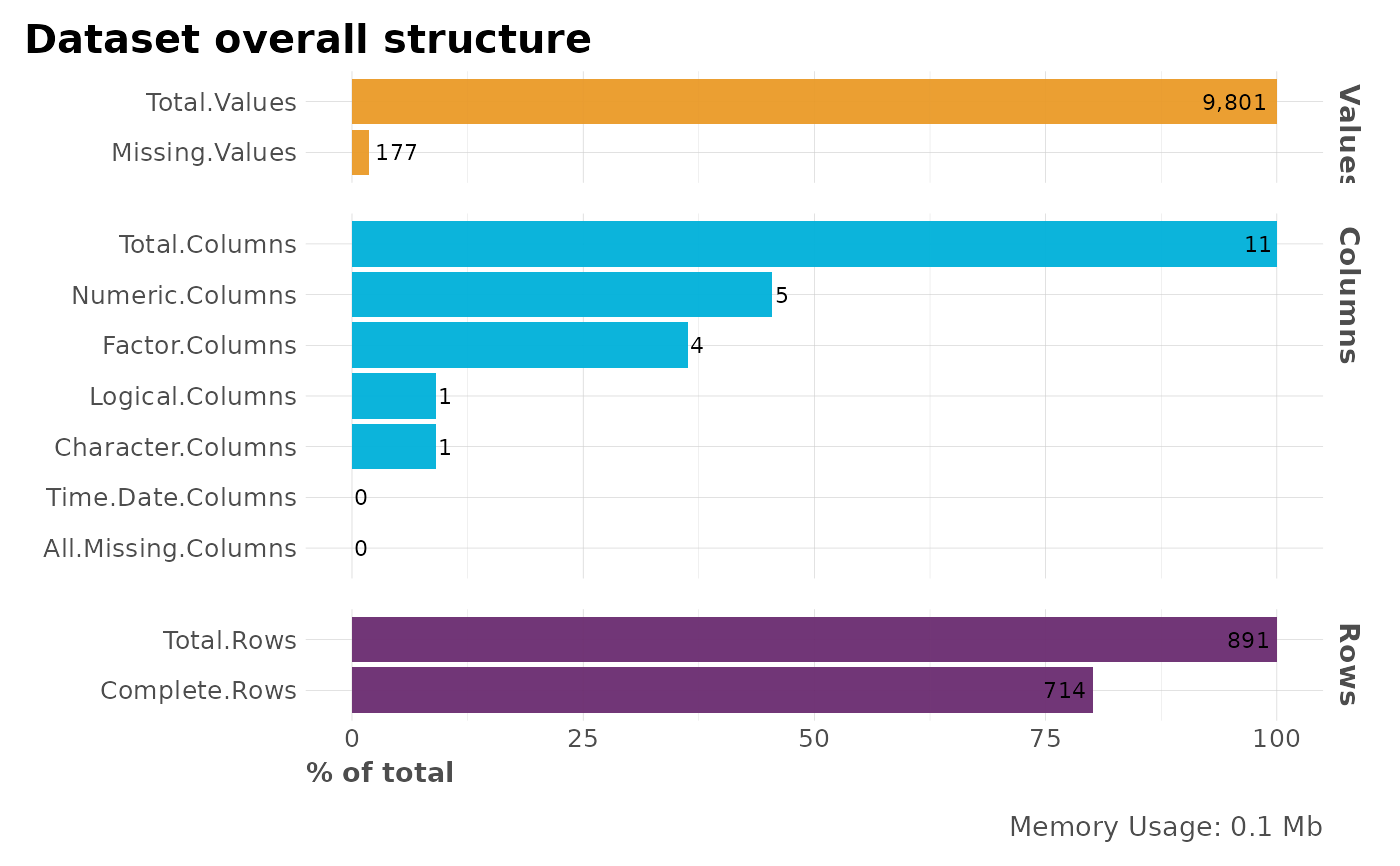 Dataset overall structure
Total.Values 9,801
Missing.Values 177
Values
Total.Columns 11
Numeric.Columns 5
Factor.Columns 4
Logical.Columns 1
Character.Columns 1
Time.Date.Columns 0
All.Missing.Columns 0
Columns
Total.Rows 891
Complete.Rows 714
Rows
0 25 50 75 100
% of total
Memory Usage: 0.1 Mb